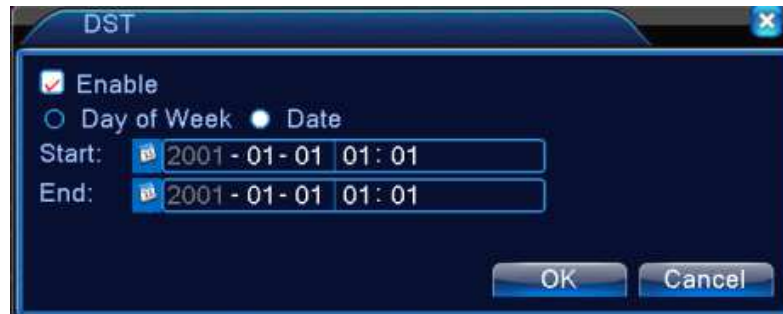 DST
Enable
Day of Week Date
Start: 2001 - 01 - 01 01 : 01
End: 2001 - 01 - 01 01 : 01
OK Cancel